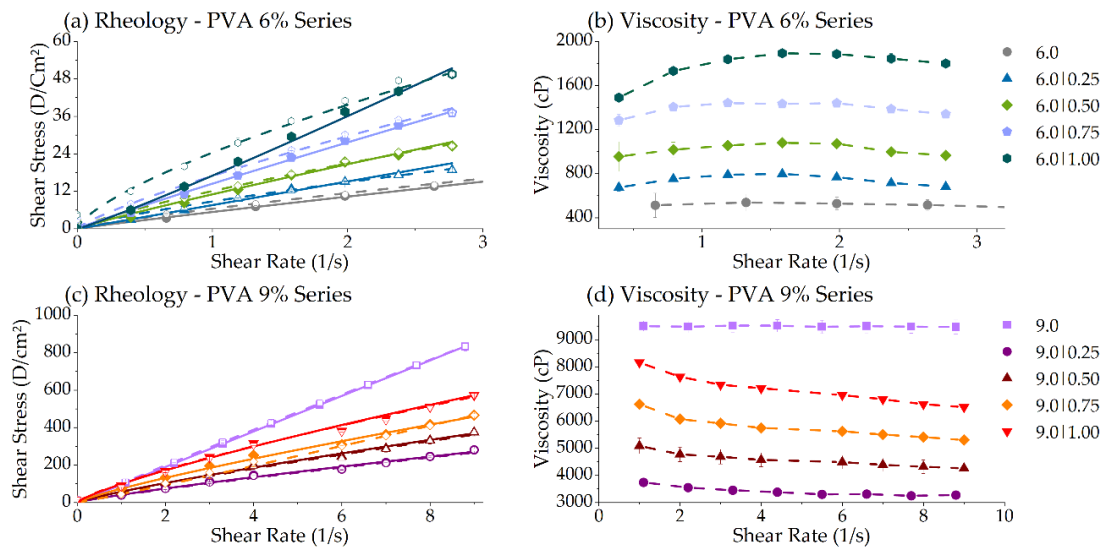 (a) Rheology - PVA 6% Series
Shear Stress (D/Cm²)
60
48
36
24
12
0
0 1 2 3
Shear Rate (1/s)
(b) Viscosity - PVA 6% Series
Viscosity (cP)
2000
1600
1200
800
400
1 2 3
Shear Rate (1/s)
6.0
6.0|0.25
6.0|0.50
6.0|0.75
6.0|1.00
(c) Rheology - PVA 9% Series
Shear Stress (D/cm²)
1000
800
600
400
200
0
0 2 4 6 8
Shear Rate (1/s)
(d) Viscosity - PVA 9% Series
Viscosity (cP)
9000
8000
7000
6000
5000
4000
3000
0 2 4 6 8 10
Shear Rate (1/s)
9.0
9.0|0.25
9.0|0.50
9.0|0.75
9.0|1.00